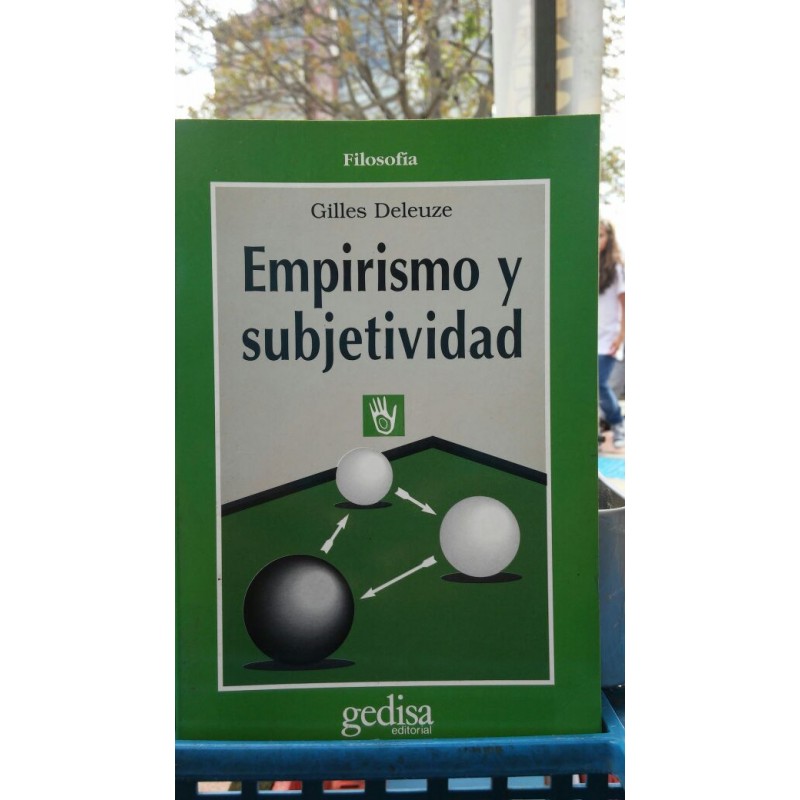 Filosofía
Gilles Deleuze
Empirismo y
subjetividad
gedisa
editorial